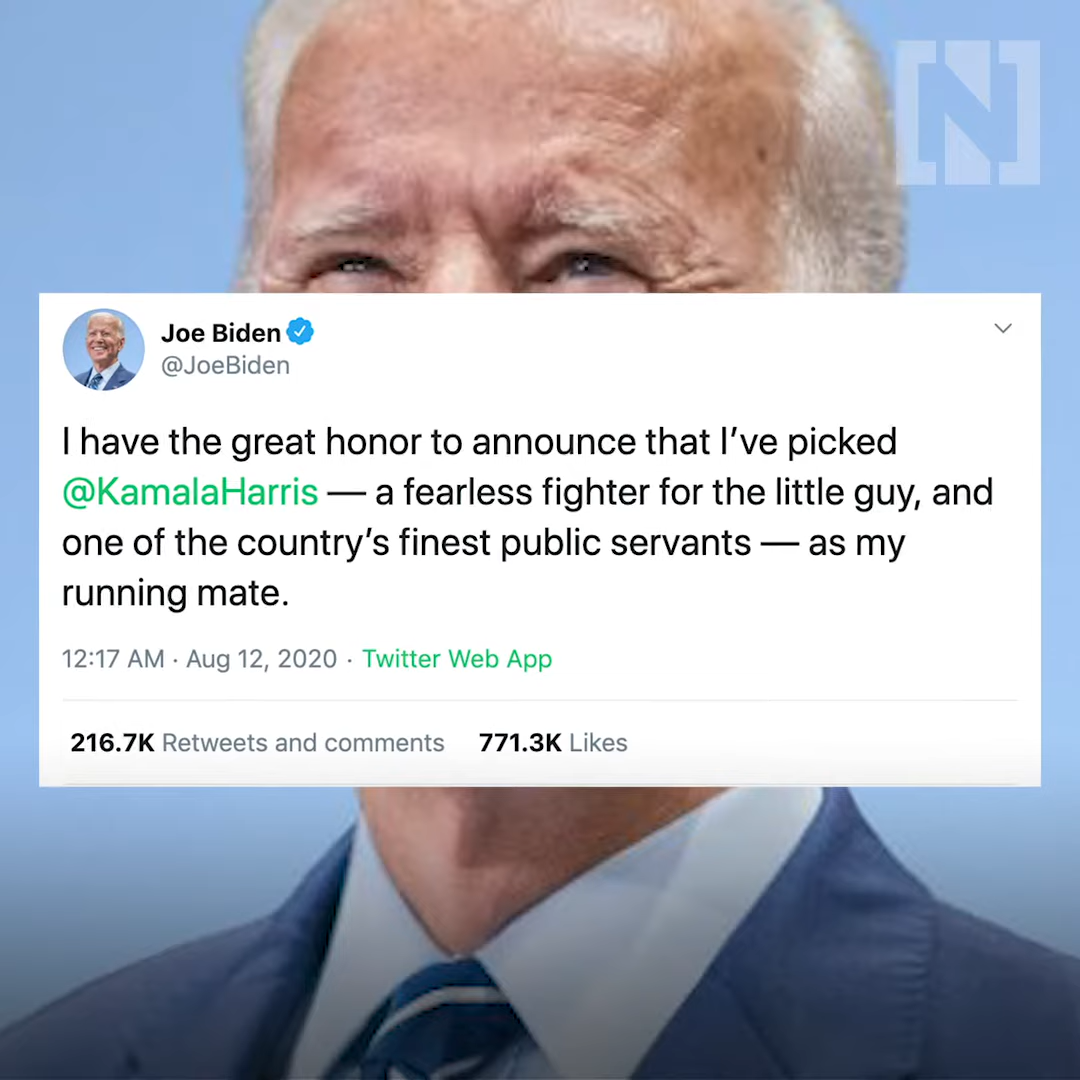 N
Joe Biden
@JoeBiden
I have the great honor to announce that I've picked
@KamalaHarris — a fearless fighter for the little guy, and
one of the country's finest public servants — as my
running mate.
12:17 AM · Aug 12, 2020 · Twitter Web App
216.7K Retweets and comments 771.3K Likes